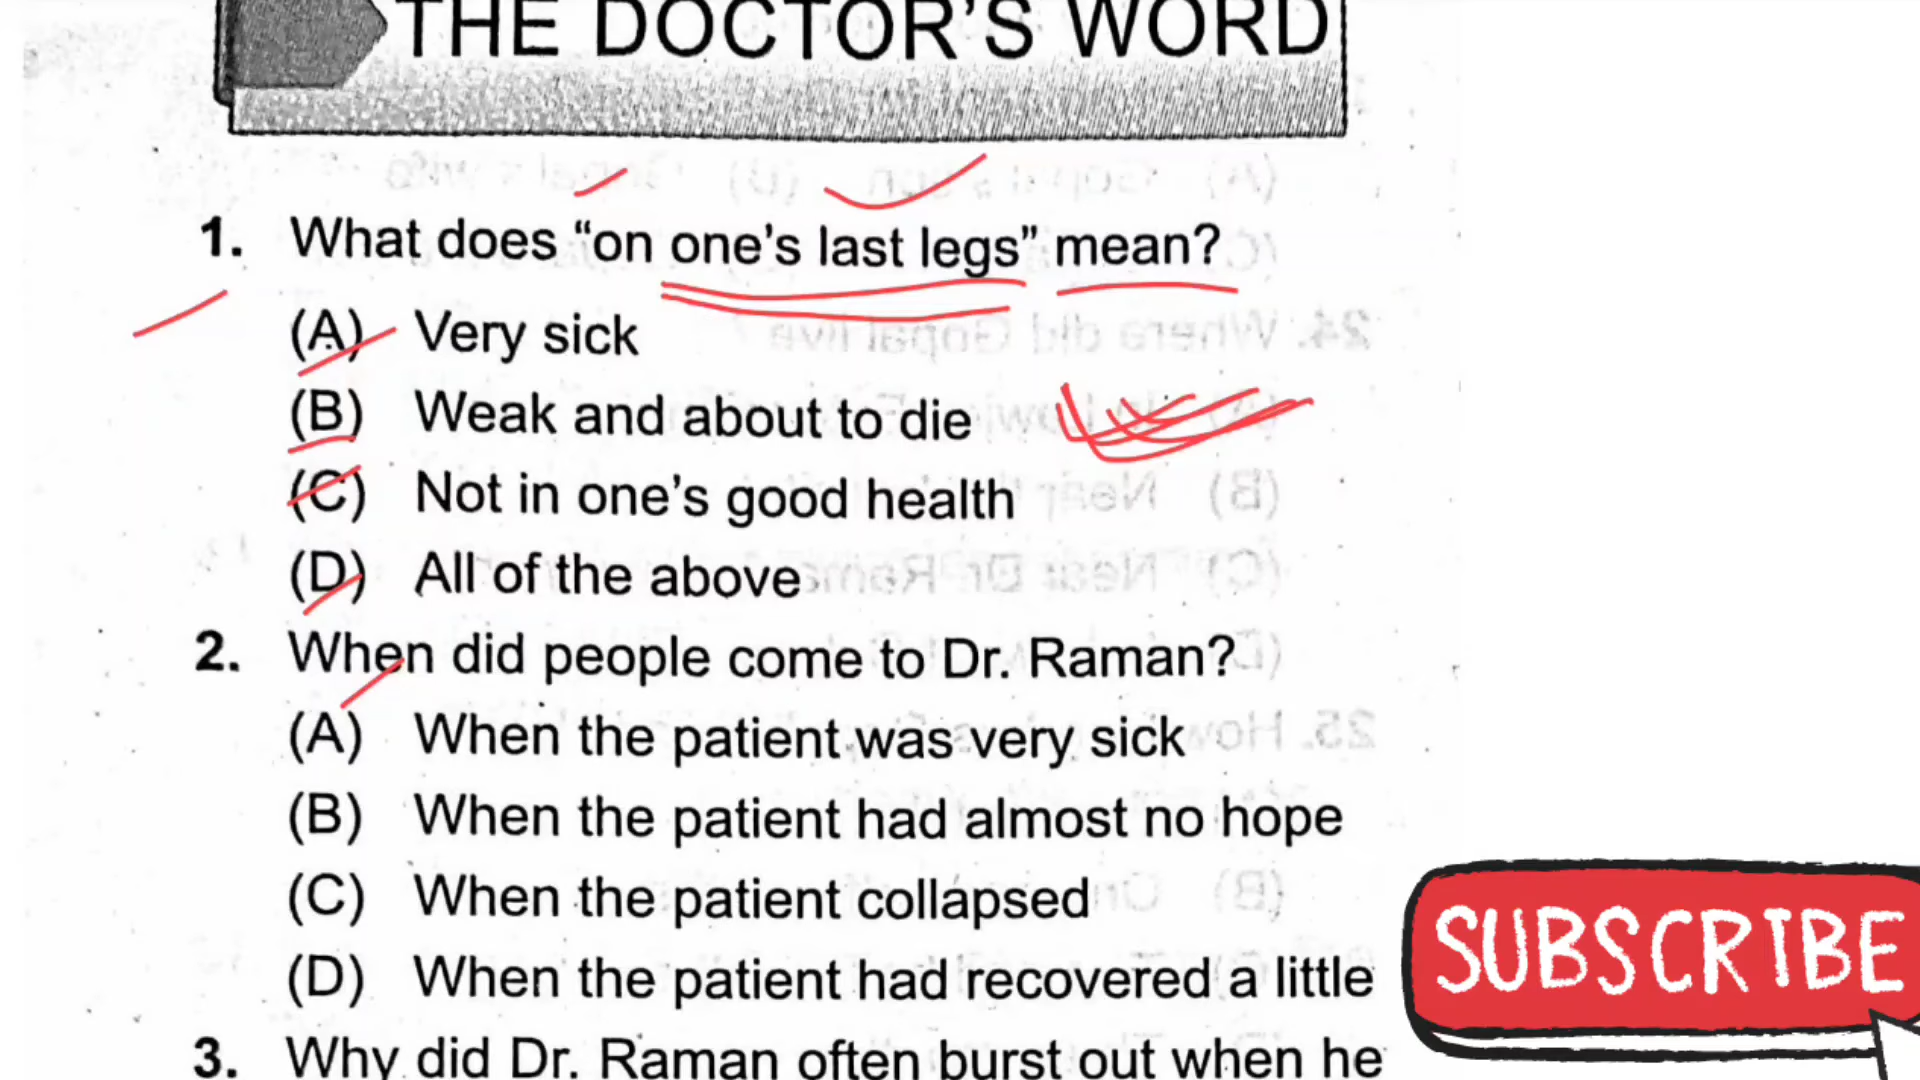 THE DOCTOR'S WORD
1. What does “on one's last legs” mean?
(A) Very sick
(B) Weak and about to die
(C) Not in one's good health
(D) All of the above
2. When did people come to Dr. Raman?
(A) When the patient was very sick
(B) When the patient had almost no hope
(C) When the patient collapsed
(D) When the patient had recovered a little
3. Why did Dr. Raman often burst out when he
SUBSCRIBE